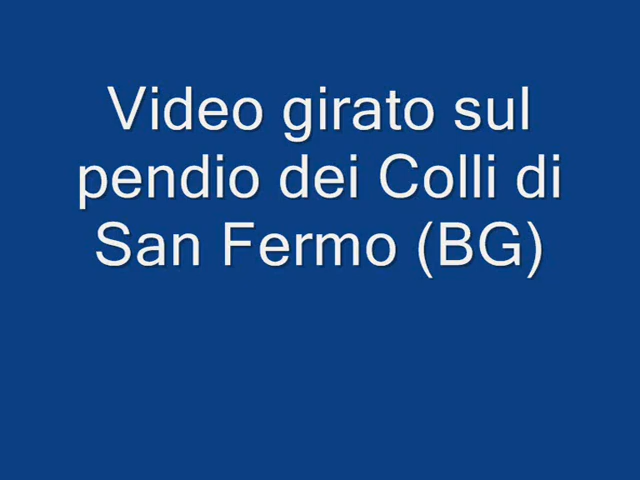 Video girato sul
pendio dei Colli di
San Fermo (BG)